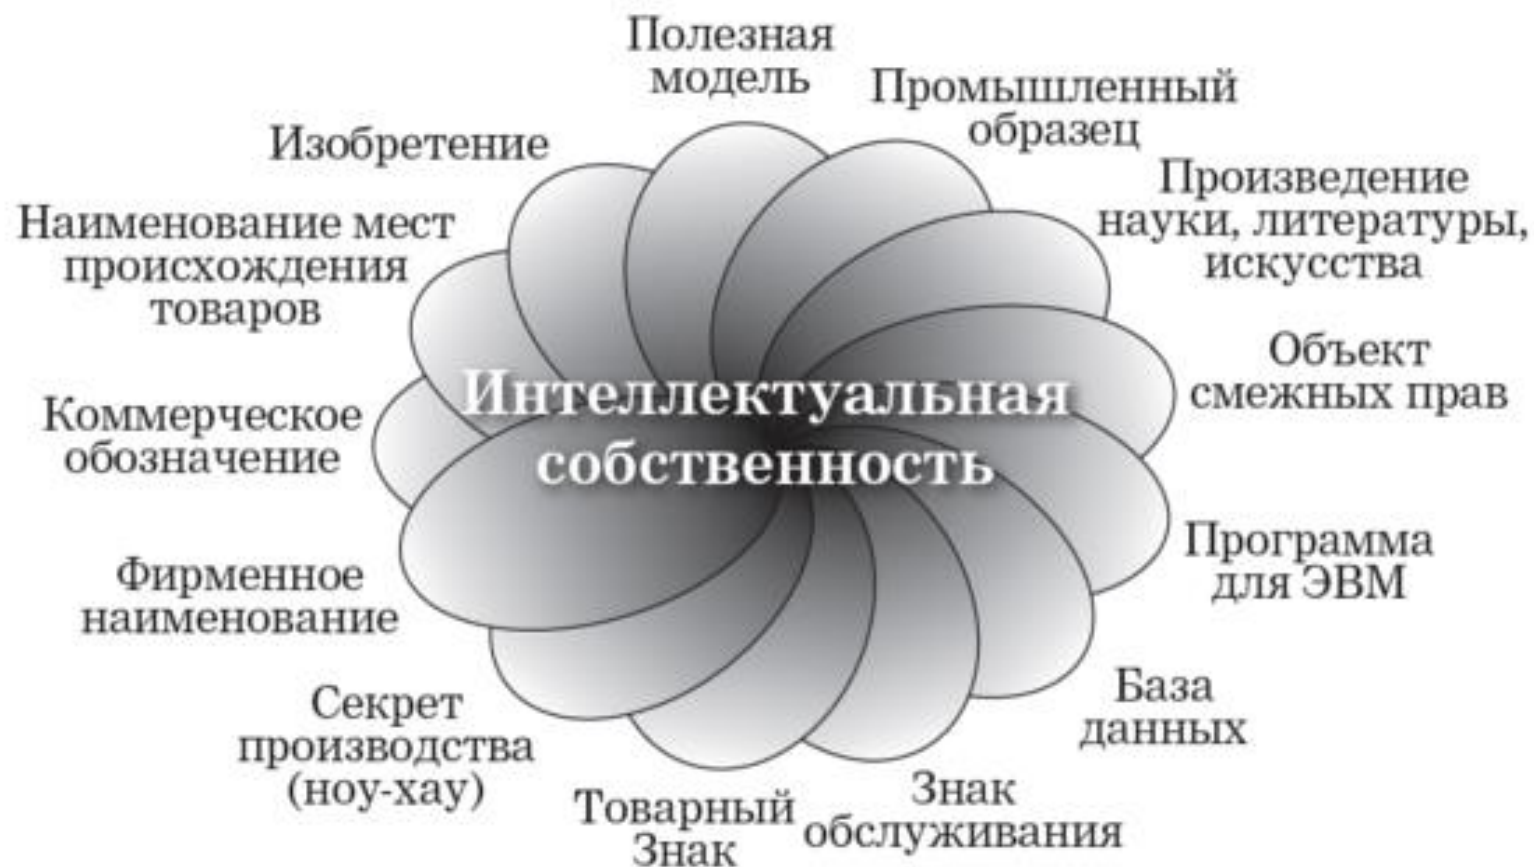 Полезная
модель
Промышленный
образец
Произведение
науки, литературы,
искусства
Объект
смежных прав
Программа
для ЭВМ
База
данных
Знак
обслуживания
Товарный
Знак
Секрет
производства
(ноу-хау)
Фирменное
наименование
Коммерческое
обозначение
Наименование мест
происхождения
товаров
Изобретение
Интеллектуальная
собственность